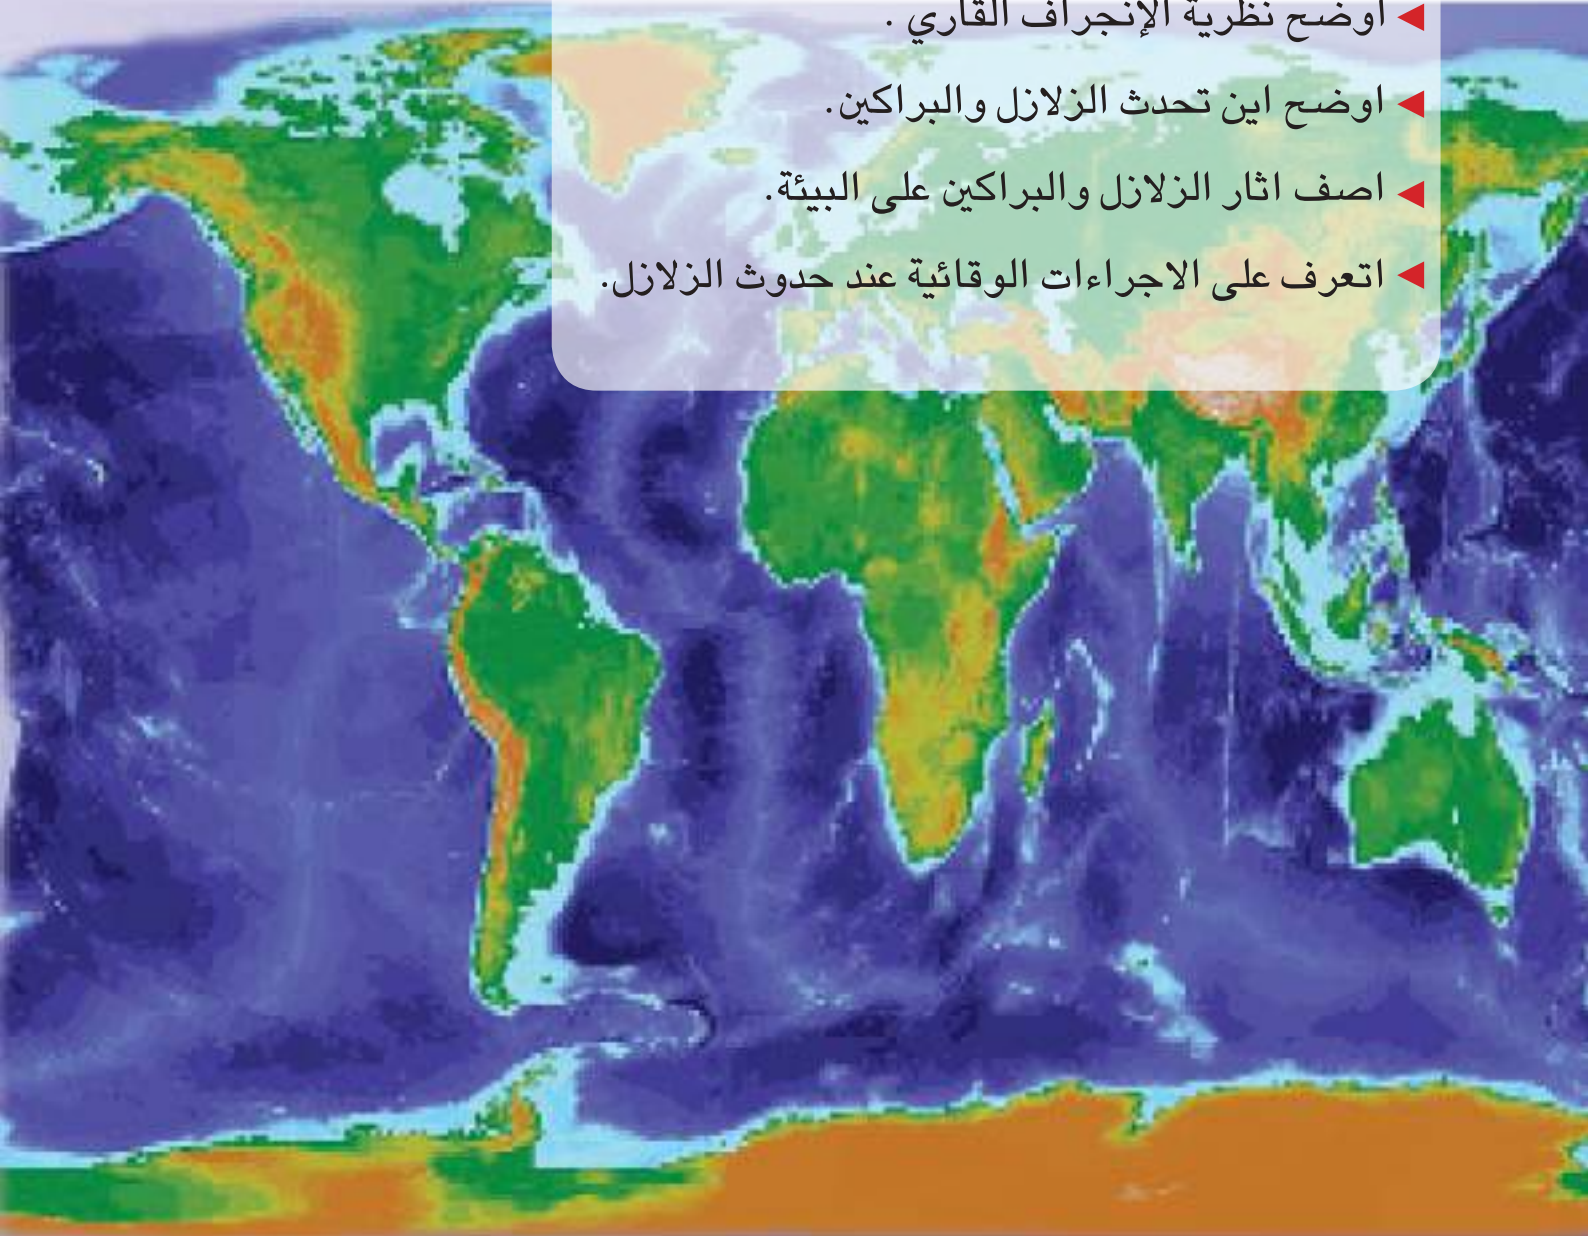 ◀ اوضح نظرية الإنجراف القاري .
◀ اوضح اين تحدث الزلازل والبراكين.
◀ اصف اثار الزلازل والبراكين على البيئة.
◀ اتعرف على الاجراءات الوقائية عند حدوث الزلازل.